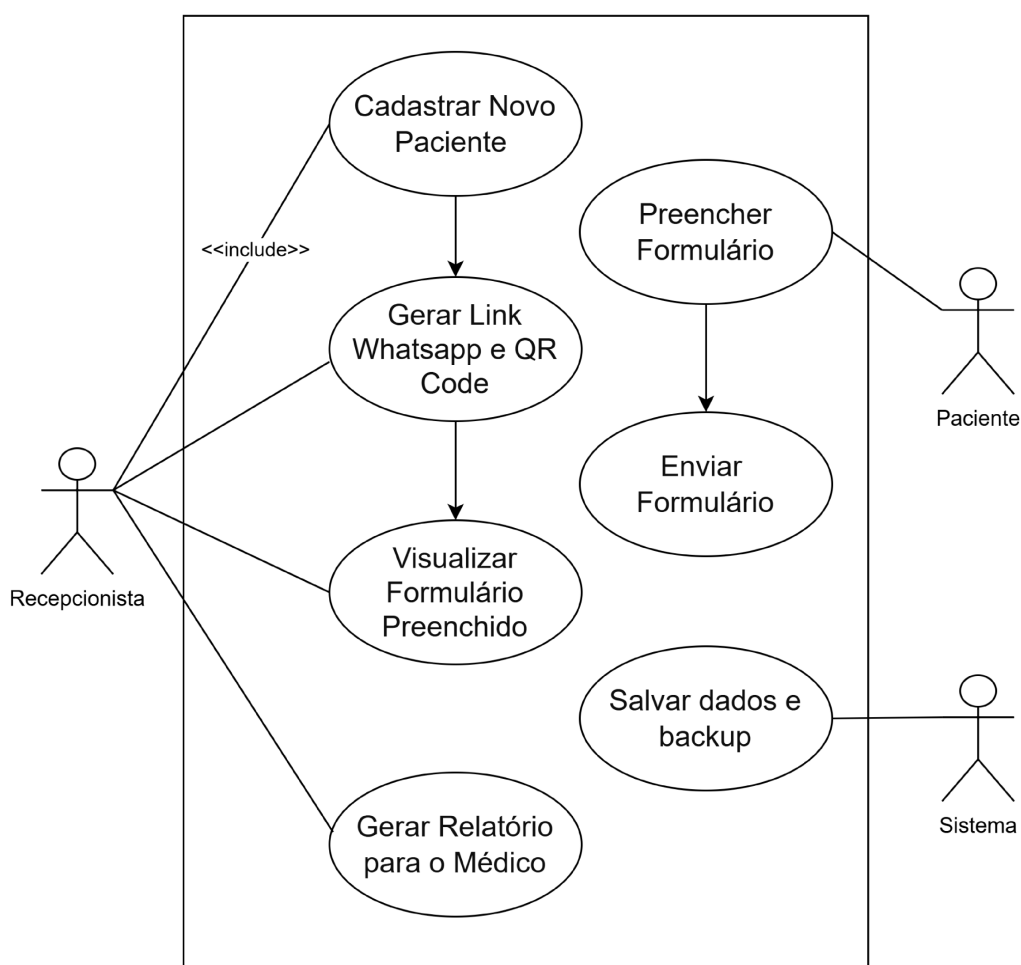 Cadastrar Novo
Paciente
<<include>>
Gerar Link
Whatsapp e QR
Code
Visualizar
Formulário
Preenchido
Gerar Relatório
para o Médico
Recepcionista
Preencher
Formulário
Enviar
Formulário
Salvar dados e
backup
Paciente
Sistema